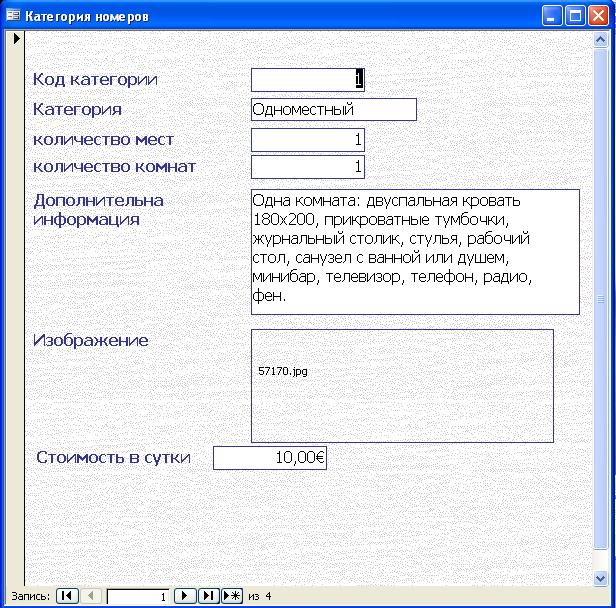 Категория номеров
Код категории 1
Категория Одноместный
количество мест 1
количество комнат 1
Дополнительна
информация
Одна комната: двуспальная кровать
180x200, прикроватные тумбочки,
журнальный столик, стулья, рабочий
стол, санузел с ванной или душем,
минибар, телевизор, телефон, радио,
фен.
Изображение
57170.jpg
Стоимость в сутки 10,00€
Запись: 1 из 4